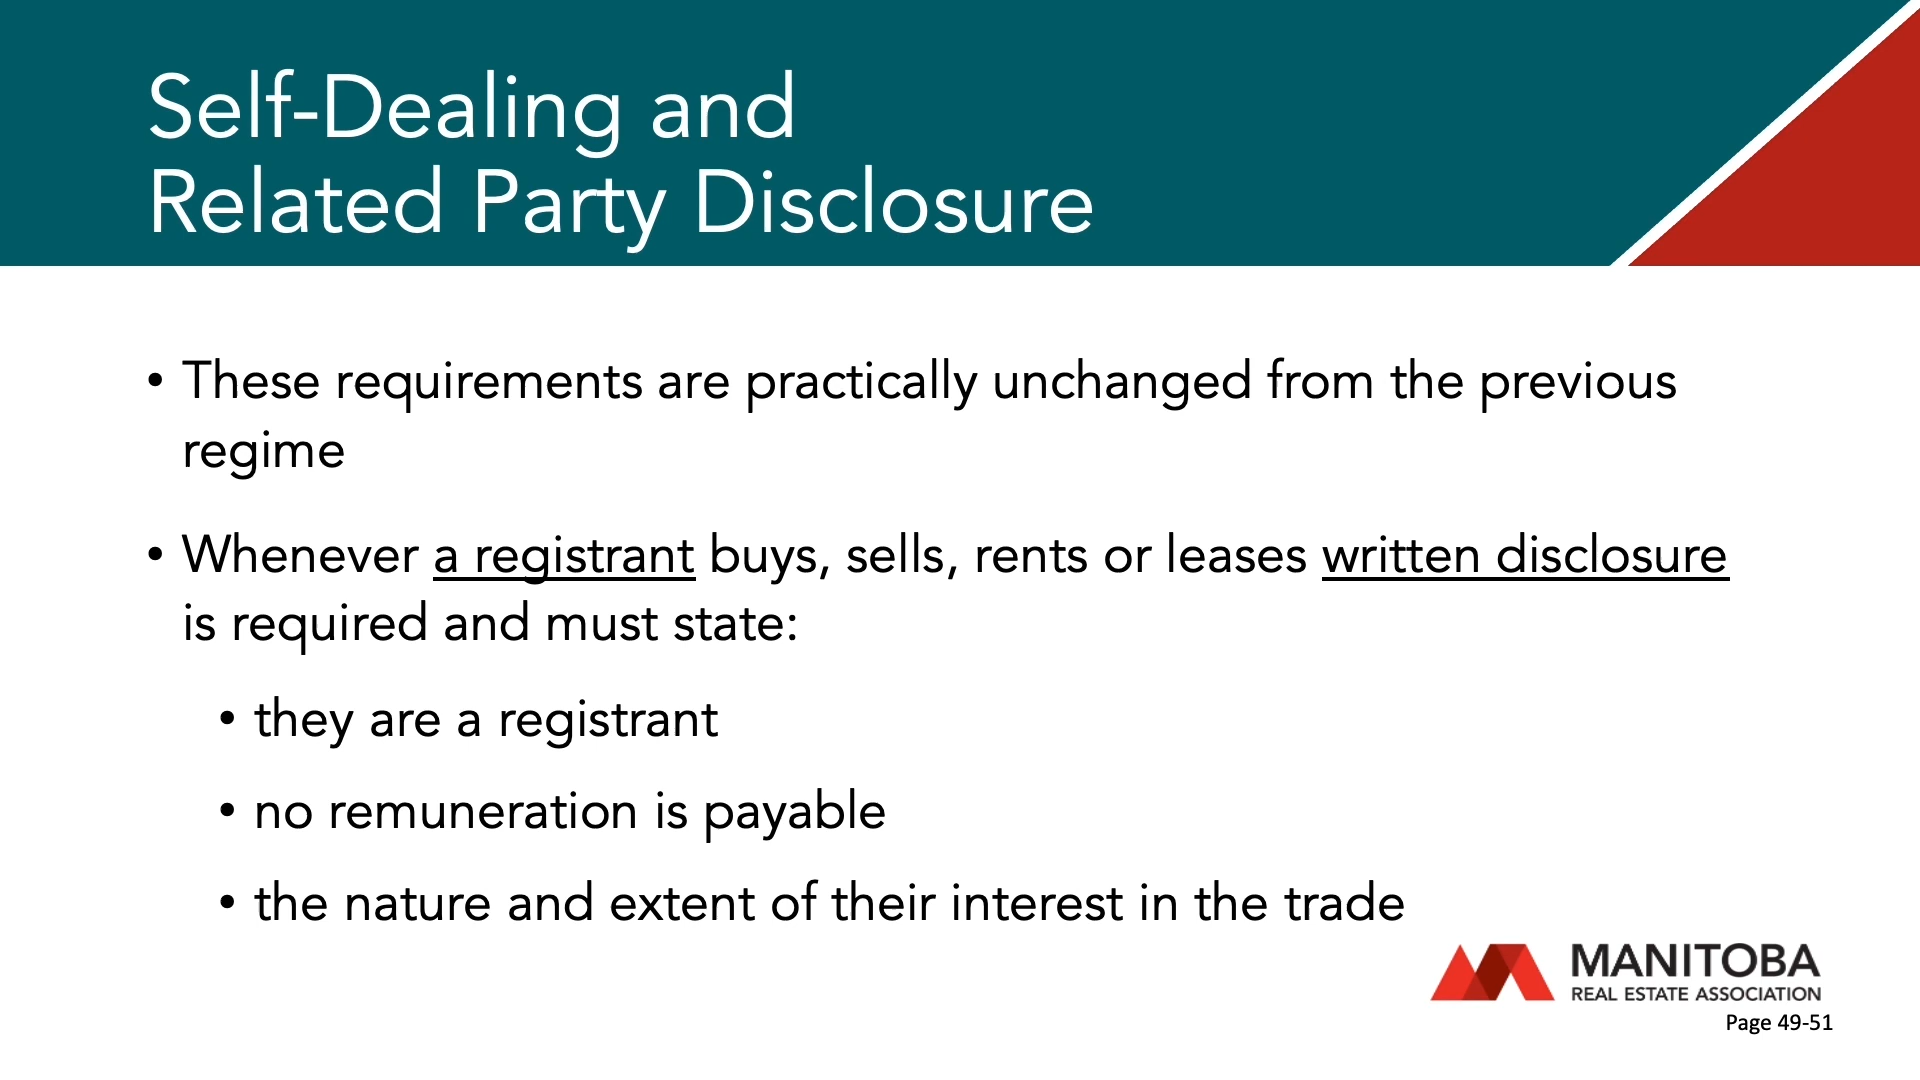 Self-Dealing and
Related Party Disclosure
• These requirements are practically unchanged from the previous
regime
• Whenever a registrant buys, sells, rents or leases written disclosure
is required and must state:
• they are a registrant
• no remuneration is payable
• the nature and extent of their interest in the trade
MANITOBA
REAL ESTATE ASSOCIATION
Page 49-51